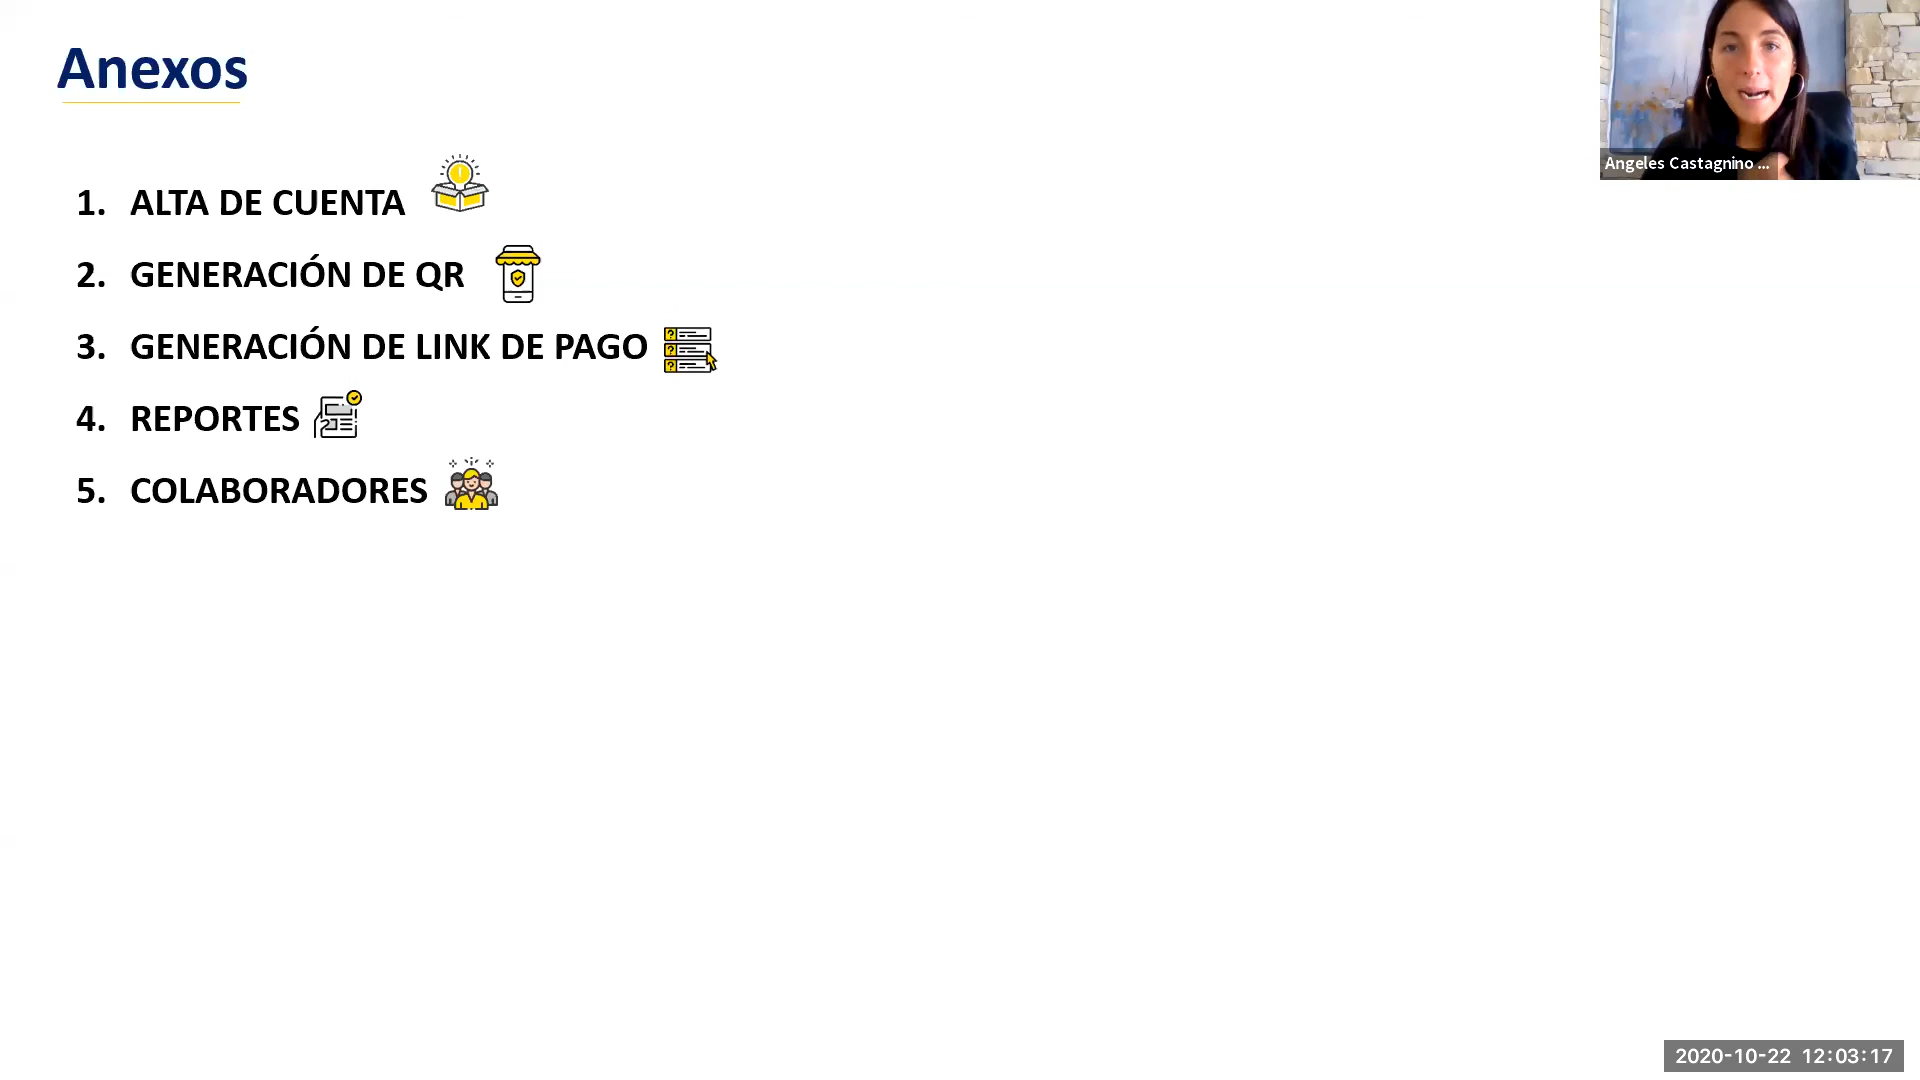 Anexos
1. ALTA DE CUENTA
2. GENERACIÓN DE QR
3. GENERACIÓN DE LINK DE PAGO
4. REPORTES
5. COLABORADORES
Angeles Castagnino ...
2020-10-22 12:03:17